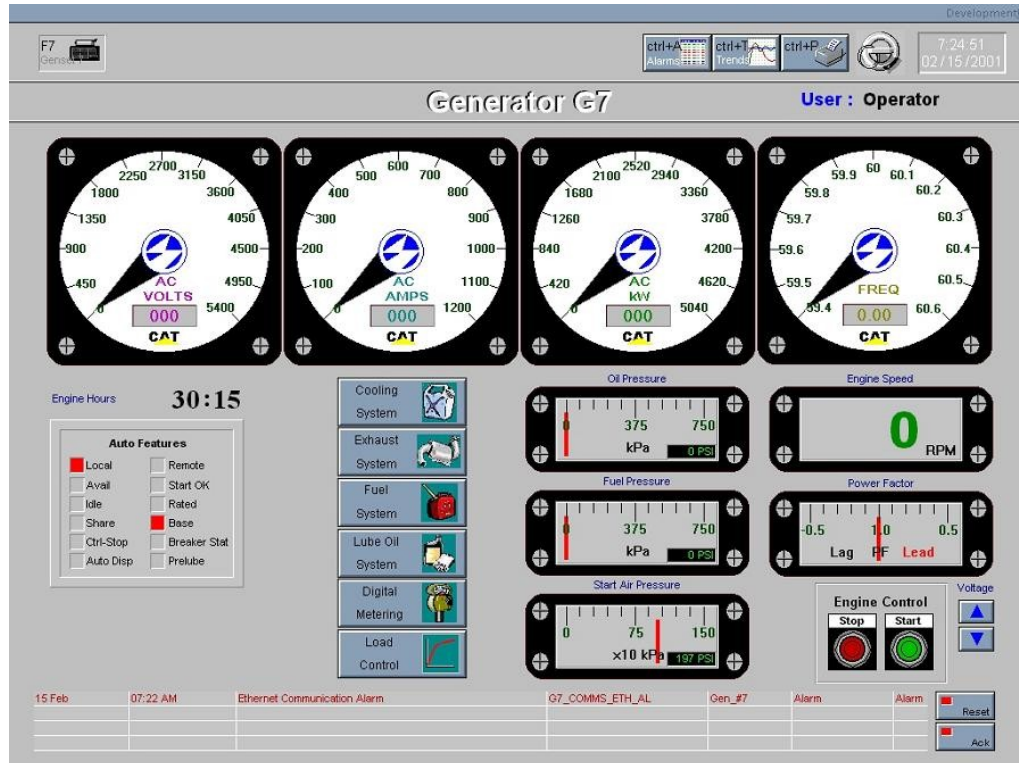 Development
F7
Genset
ctrl+A
Alarms
ctrl+T
Trends
ctrl+P
7:24:51
02/15/2001
Generator G7
User : Operator
450 900 1350 1800 2250 2700 3150 3600 4050 4500 4950 5400
0
AC
VOLTS
000
CAT
100 200 300 400 500 600 700 800 900 1000 1100 1200
0
AC
AMPS
000
CAT
420 840 1260 1680 2100 2520 2940 3360 3780 4200 4620 5040
0
AC
kW
000
CAT
59.4 59.5 59.6 59.7 59.8 59.9 60 60.1 60.2 60.3 60.4 60.5 60.6
FREQ
0.00
CAT
Engine Hours 30:15
Auto Features
Local Remote
Avail Start OK
Idle Rated
Share Base
Ctrl-Stop Breaker Stat
Auto Disp Prelube
Cooling
System
Exhaust
System
Fuel
System
Lube Oil
System
Digital
Metering
Load
Control
Oil Pressure
0 375 750
kPa 0 PSI
Fuel Pressure
0 375 750
kPa 0 PSI
Start Air Pressure
0 75 150
x10 kPa 197 PSI
Engine Speed
0 RPM
Power Factor
-0.5 1.0 0.5
Lag PF Lead
Engine Control
Stop Start
Voltage
15 Feb 07:22 AM Ethernet Communication Alarm G7_COMMS_ETH_AL Gen_#7 Alarm Alarm
Reset
Ack